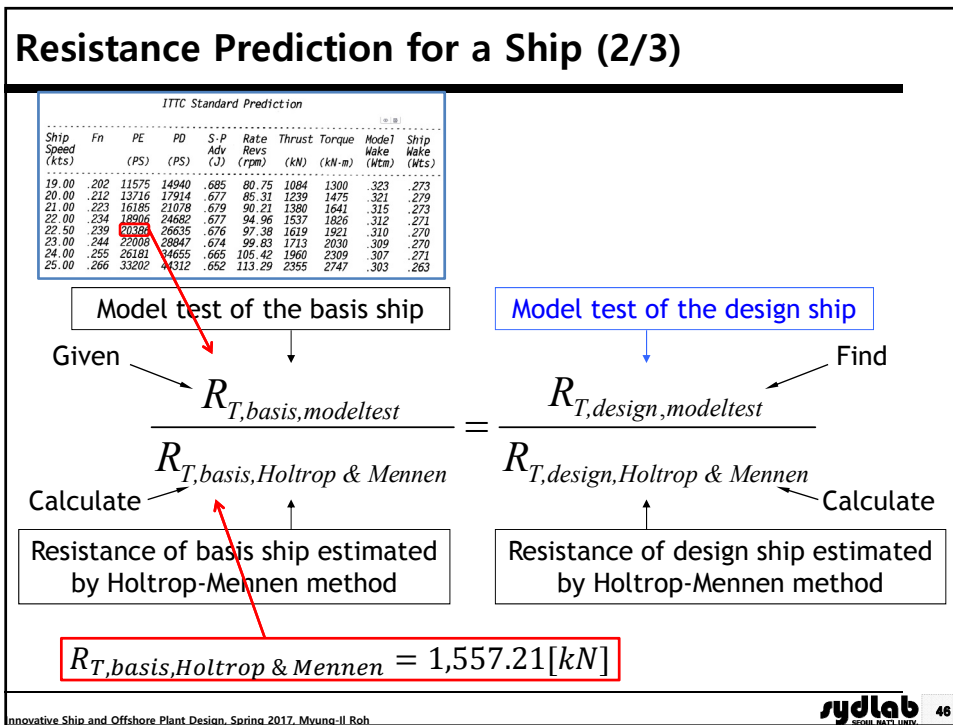 Resistance Prediction for a Ship (2/3)
ITTC Standard Prediction
Ship Fn PE PD S-P Rate Thrust Torque Model Ship
Speed Adv Revs Wake Wake
(kts) (PS) (PS) (J) (rpm) (kN) (kN-m) (Wtm) (Wts)
19.00 .202 11575 14940 .685 80.75 1084 1300 .323 .273
20.00 .212 13716 17914 .677 85.31 1239 1475 .321 .279
21.00 .223 16185 21078 .679 90.21 1380 1641 .315 .273
22.00 .234 18906 24682 .677 94.96 1537 1826 .312 .271
22.50 .239 20386 26635 .676 97.38 1619 1921 .310 .270
23.00 .244 22008 28847 .674 99.83 1713 2030 .309 .270
24.00 .255 26181 34655 .665 105.42 1960 2309 .307 .271
25.00 .266 33202 44312 .652 113.29 2355 2747 .303 .263
Model test of the basis ship
Model test of the design ship
Given
Find
R_{T,basis,modeltest} / R_{T,basis,Holtrop & Mennen} = R_{T,design,modeltest} / R_{T,design,Holtrop & Mennen}
Calculate
Calculate
Resistance of basis ship estimated
by Holtrop-Mennen method
Resistance of design ship estimated
by Holtrop-Mennen method
R_{T,basis,Holtrop & Mennen} = 1,557.21[kN]
Innovative Ship and Offshore Plant Design, Spring 2017, Myung-Il Roh
sydlab 46
SEOUL NAT'L UNIV.